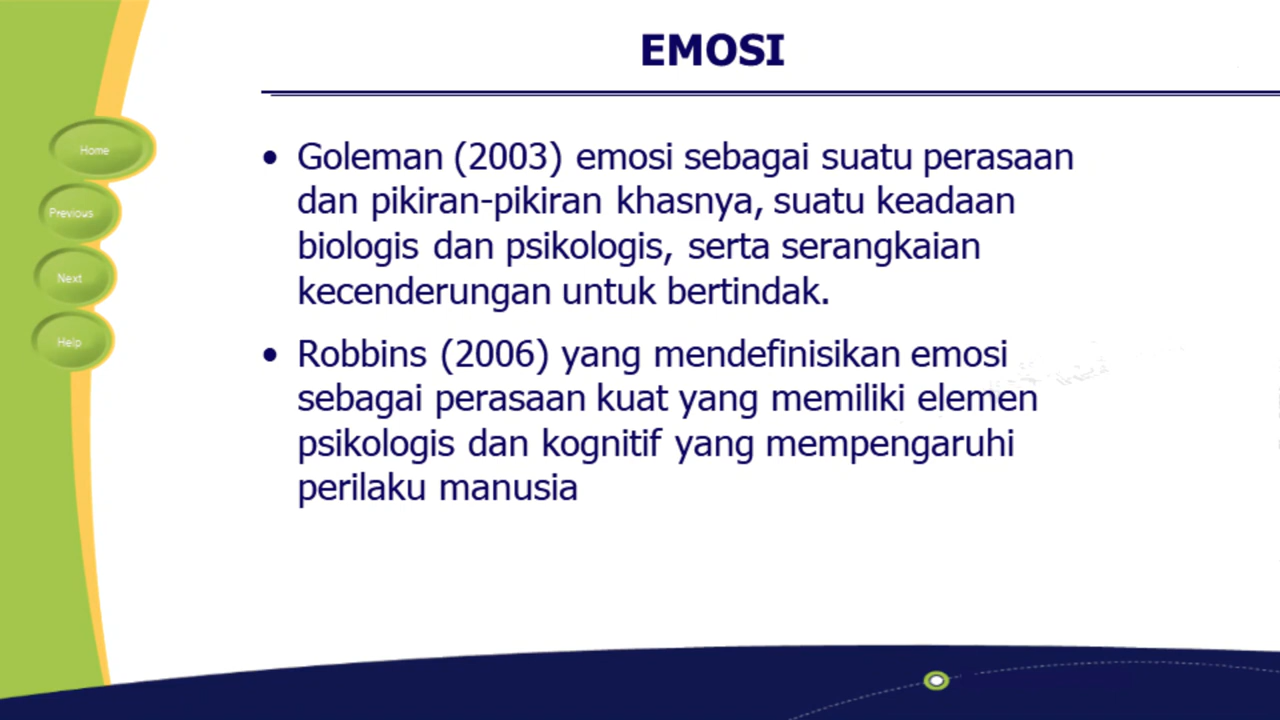 EMOSI
Home
Previous
Next
Help
• Goleman (2003) emosi sebagai suatu perasaan
dan pikiran-pikiran khasnya, suatu keadaan
biologis dan psikologis, serta serangkaian
kecenderungan untuk bertindak.
• Robbins (2006) yang mendefinisikan emosi
sebagai perasaan kuat yang memiliki elemen
psikologis dan kognitif yang mempengaruhi
perilaku manusia